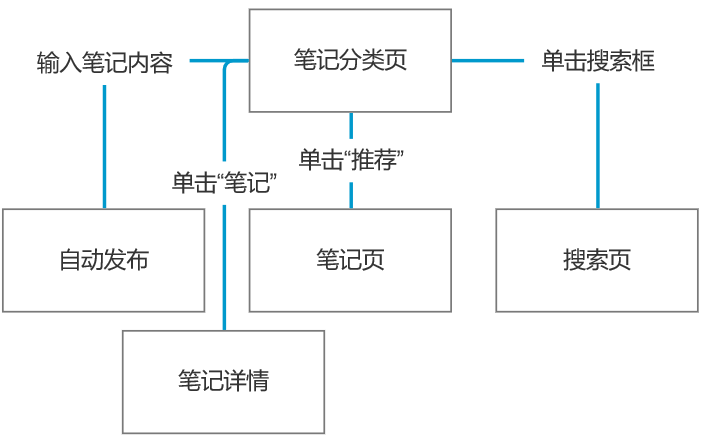 输入笔记内容
笔记分类页
单击搜索框
单击“笔记”
单击“推荐”
自动发布
笔记页
搜索页
笔记详情